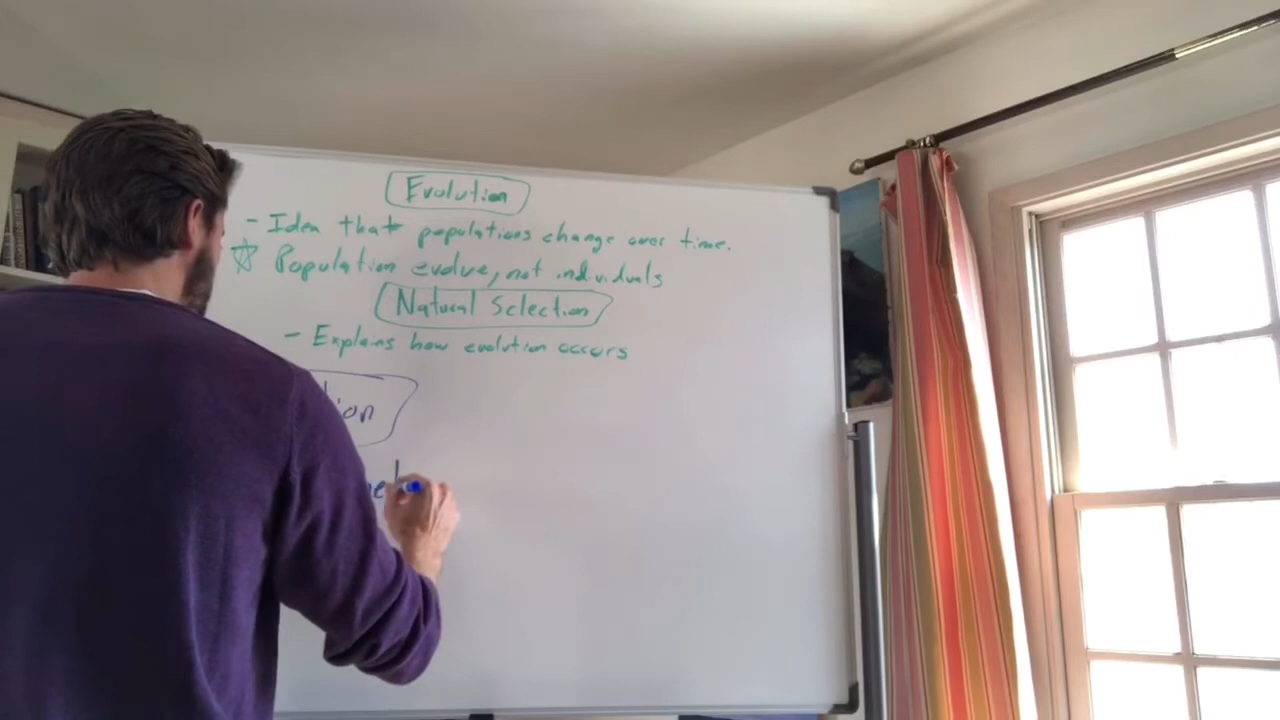 Evolution
- Idea that populations change over time.
☆ Population evolve, not individuals
Natural Selection
- Explains how evolution occurs